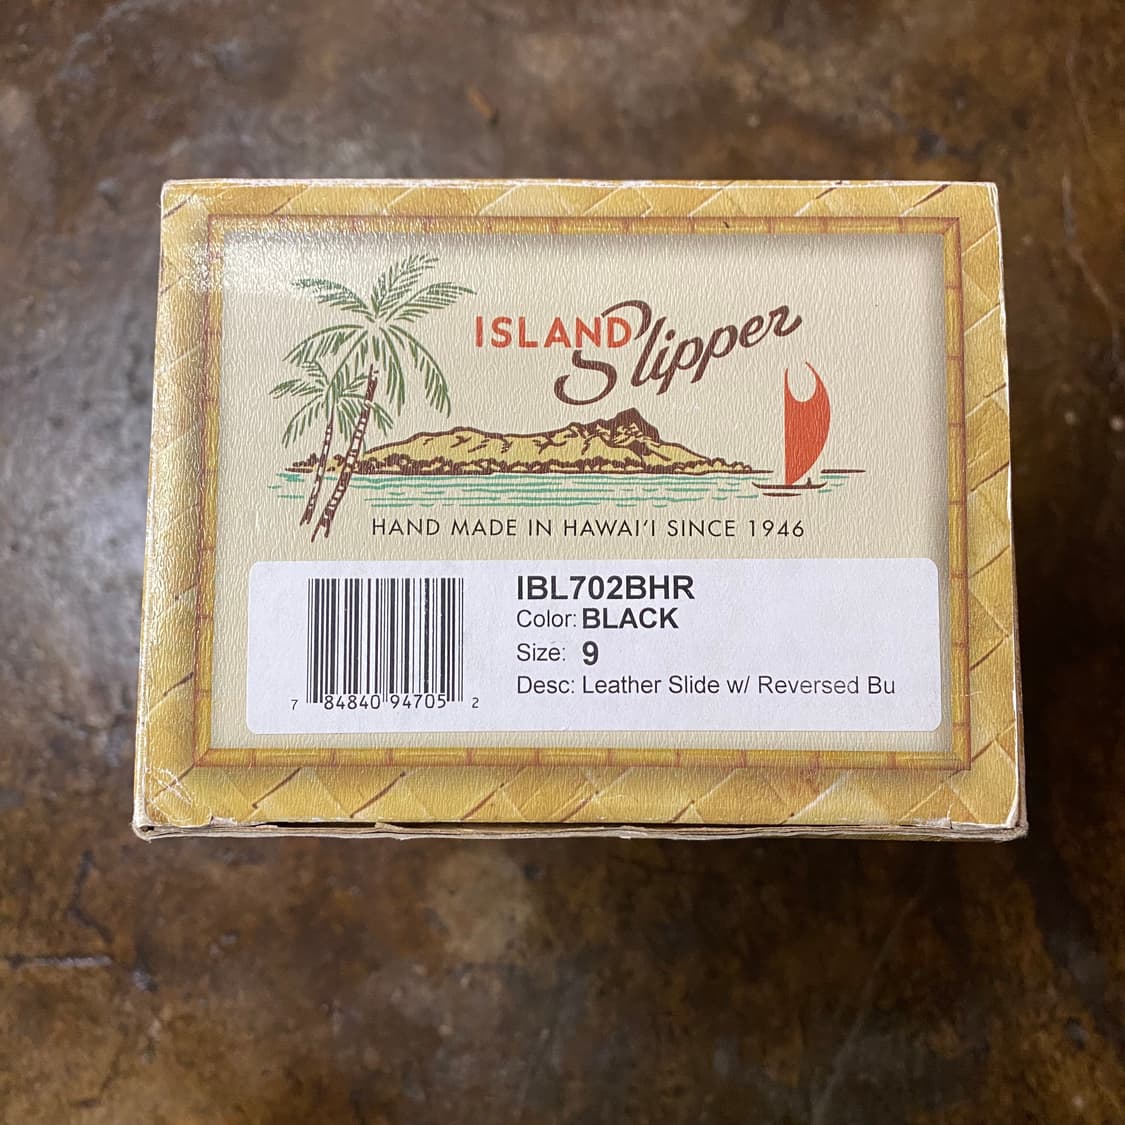 ISLAND Slipper
HAND MADE IN HAWAI'I SINCE 1946
IBL702BHR
Color: BLACK
Size: 9
Desc: Leather Slide w/ Reversed Bu
7 84840 94705 2